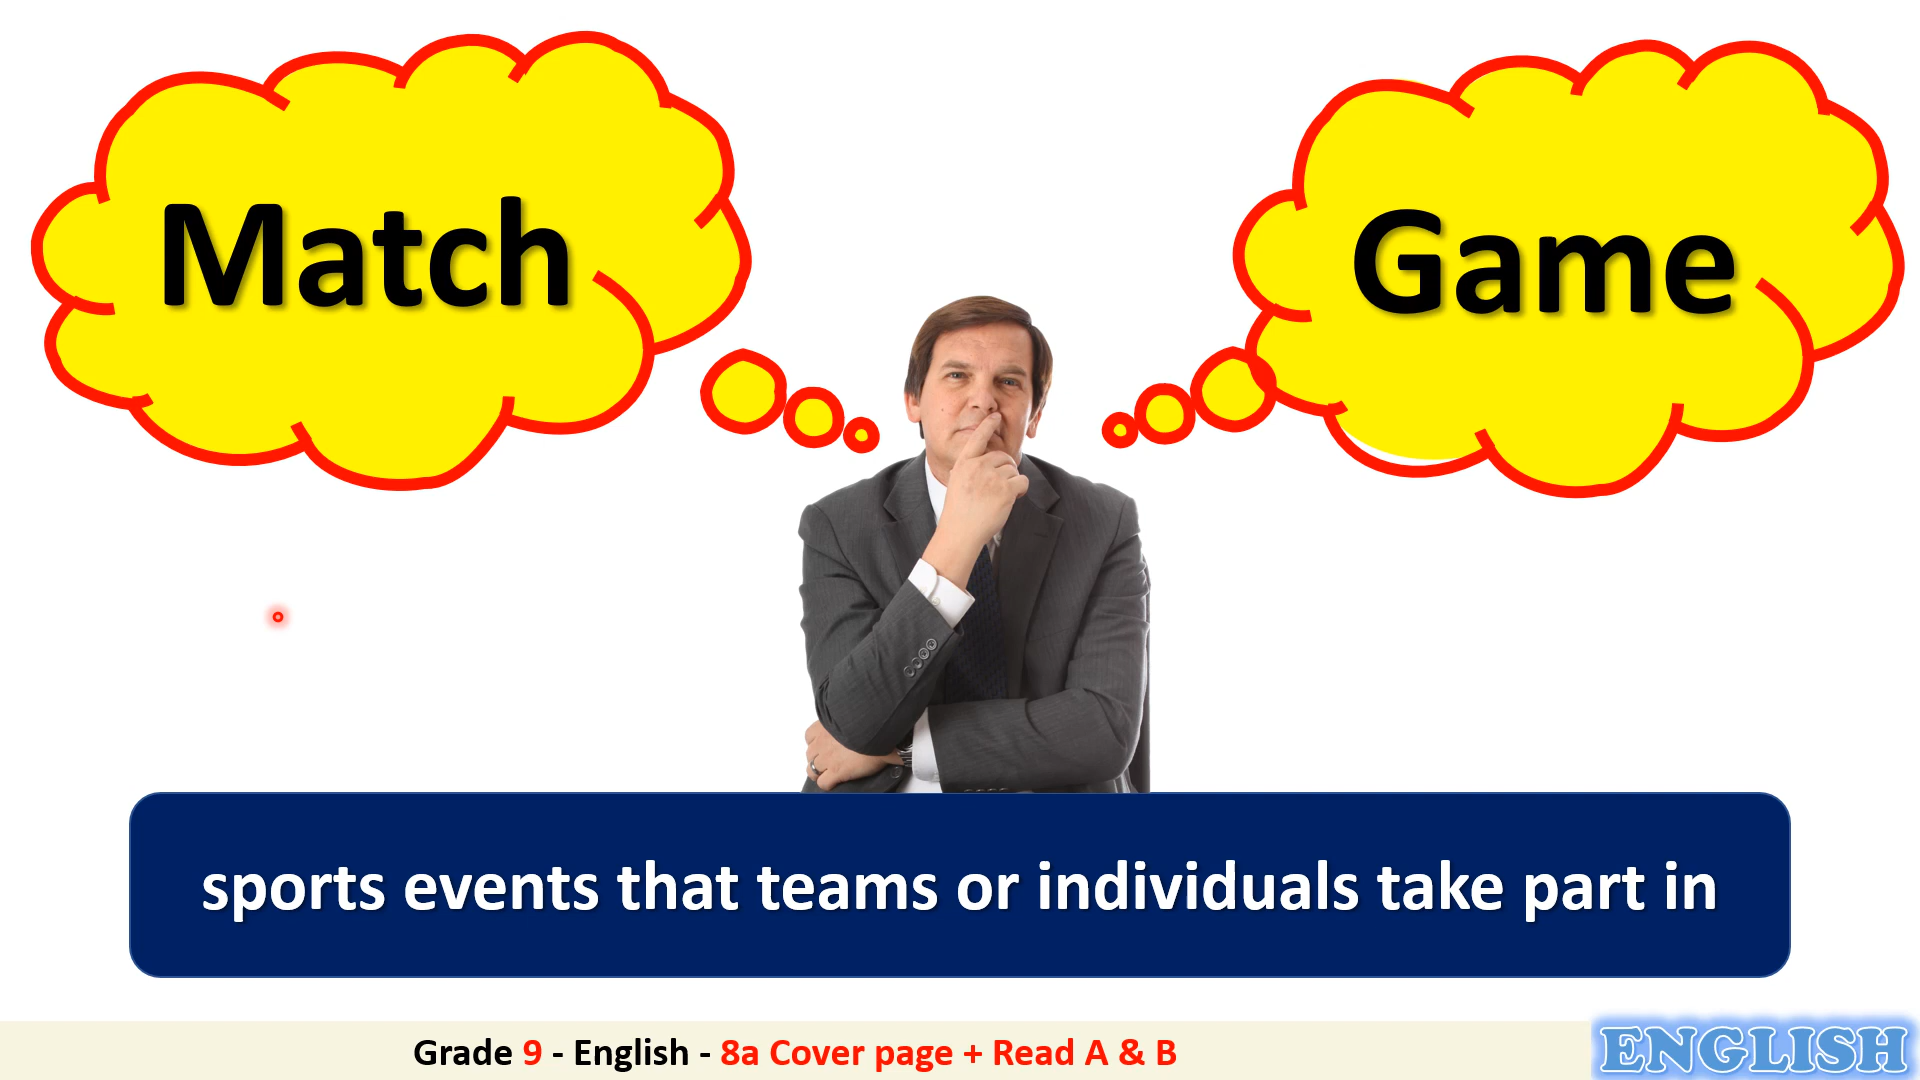 Match
Game
sports events that teams or individuals take part in
Grade 9 - English - 8a Cover page + Read A & B
ENGLISH